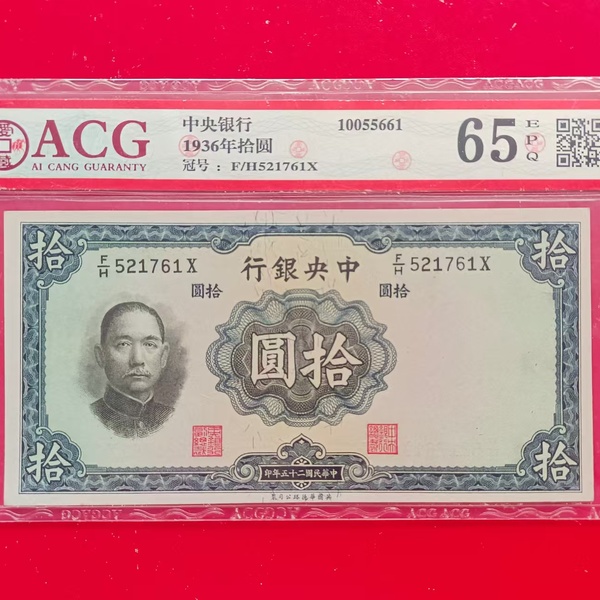 ACG
AI CANG GUARANTY
中央银行
1936年拾圆
冠号：F/H521761X
10055661
65
EPQ
拾
拾
F/H 521761X
行銀央中
F/H 521761X
圓拾
圓拾
圓拾
拾
拾
印年五十二國民華中